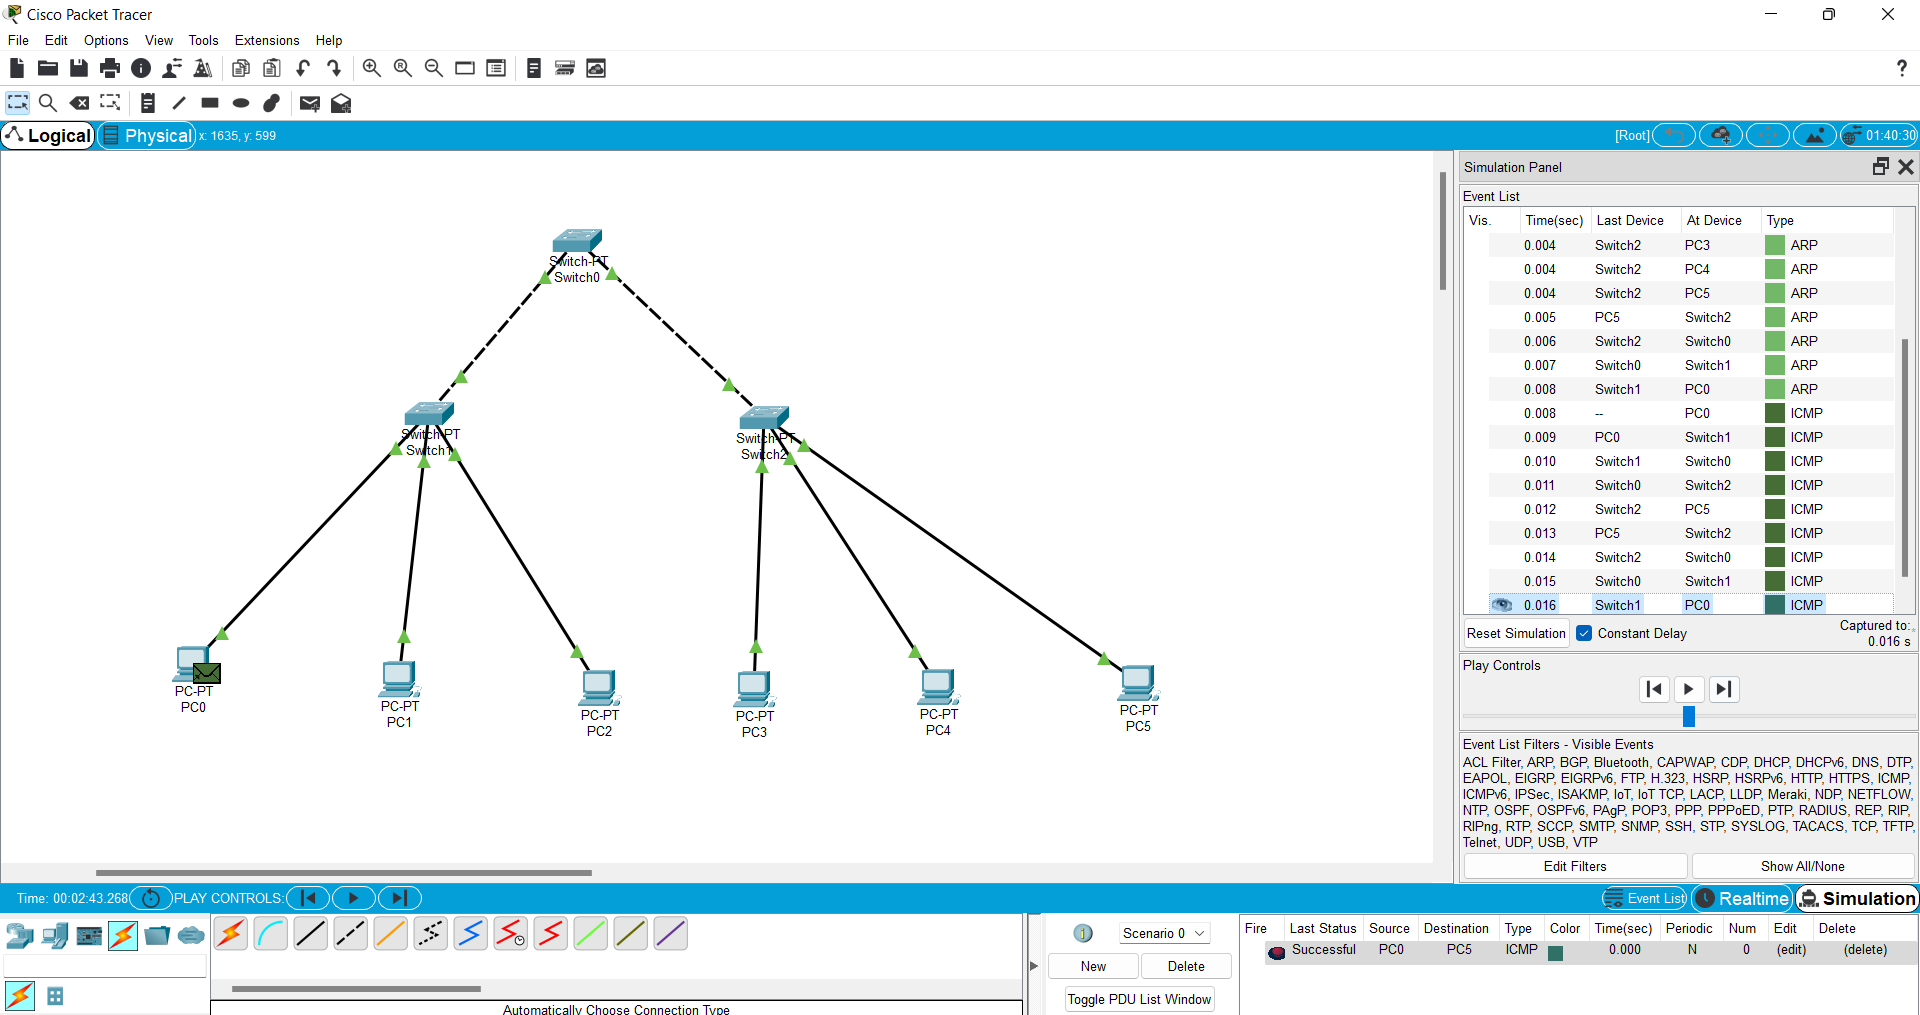 Cisco Packet Tracer
File Edit Options View Tools Extensions Help
Logical Physical x: 1635, y: 599 [Root] 01:40:30
Switch-PT
Switch0
Switch-PT
Switch1
Switch-PT
Switch2
PC-PT
PC0
PC-PT
PC1
PC-PT
PC2
PC-PT
PC3
PC-PT
PC4
PC-PT
PC5
Simulation Panel
Event List
Vis. Time(sec) Last Device At Device Type
0.004 Switch2 PC3 ARP
0.004 Switch2 PC4 ARP
0.004 Switch2 PC5 ARP
0.005 PC5 Switch2 ARP
0.006 Switch2 Switch0 ARP
0.007 Switch0 Switch1 ARP
0.008 Switch1 PC0 ARP
0.008 -- PC0 ICMP
0.009 PC0 Switch1 ICMP
0.010 Switch1 Switch0 ICMP
0.011 Switch0 Switch2 ICMP
0.012 Switch2 PC5 ICMP
0.013 PC5 Switch2 ICMP
0.014 Switch2 Switch0 ICMP
0.015 Switch0 Switch1 ICMP
0.016 Switch1 PC0 ICMP
Reset Simulation Constant Delay Captured to:
0.016 s
Play Controls
Event List Filters - Visible Events
ACL Filter, ARP, BGP, Bluetooth, CAPWAP, CDP, DHCP, DHCPv6, DNS, DTP,
EAPOL, EIGRP, EIGRPv6, FTP, H.323, HSRP, HSRPv6, HTTP, HTTPS, ICMP,
ICMPv6, IPSec, ISAKMP, IoT, IoT TCP, LACP, LLDP, Meraki, NDP, NETFLOW,
NTP, OSPF, OSPFv6, PAgP, POP3, PPP, PPPoED, PTP, RADIUS, REP, RIP,
RIPng, RTP, SCCP, SMTP, SNMP, SSH, STP, SYSLOG, TACACS, TCP, TFTP,
Telnet, UDP, USB, VTP
Edit Filters Show All/None
Time: 00:02:43.268 PLAY CONTROLS: Event List Realtime Simulation
Automatically Choose Connection Type
Scenario 0
New Delete
Toggle PDU List Window
Fire Last Status Source Destination Type Color Time(sec) Periodic Num Edit Delete
Successful PC0 PC5 ICMP 0.000 N 0 (edit) (delete)